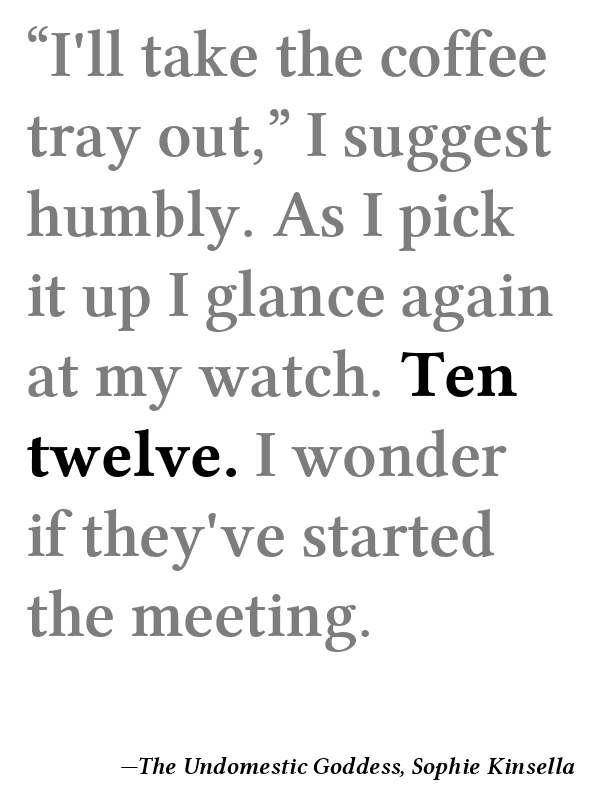 “I'll take the coffee
tray out,” I suggest
humbly. As I pick
it up I glance again
at my watch. Ten
twelve. I wonder
if they've started
the meeting.
—The Undomestic Goddess, Sophie Kinsella